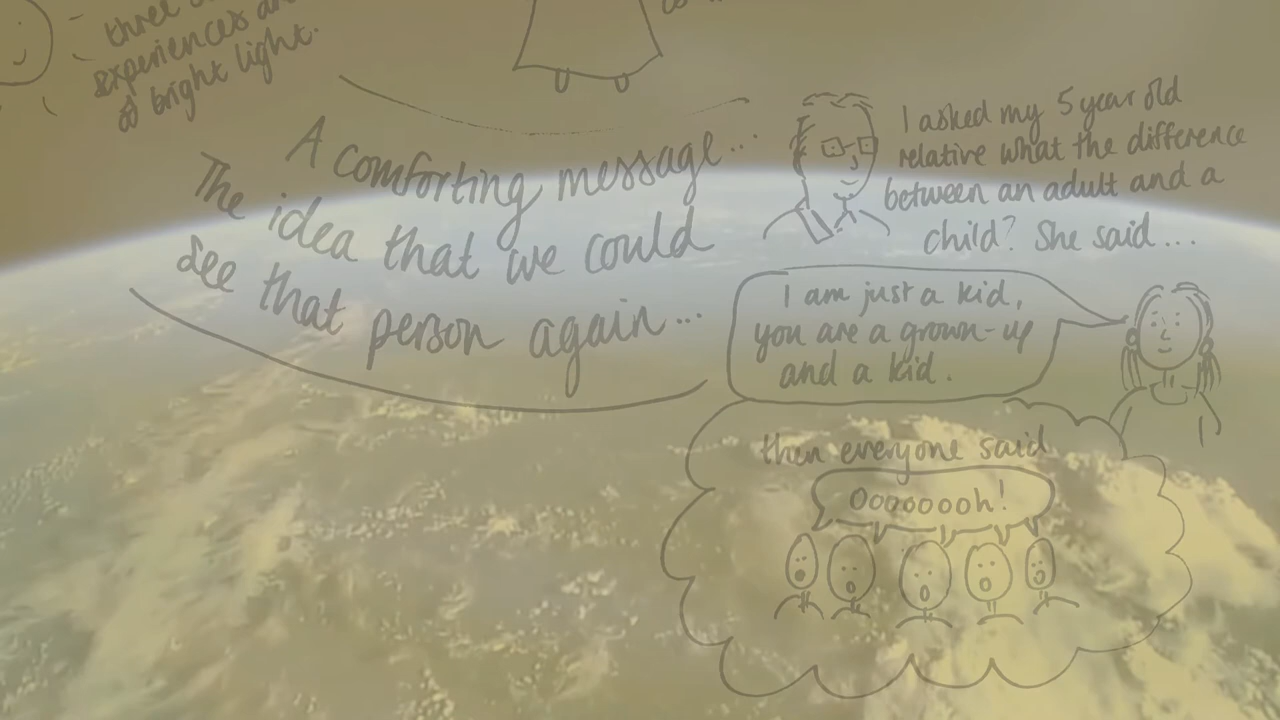 three
experiences
of bright light.
A comforting message...
The idea that we could
see that person again...
I asked my 5 year old
relative what the difference
between an adult and a
child? She said...
I am just a kid,
you are a grown-up
and a kid.
then everyone said
Oooooooh!